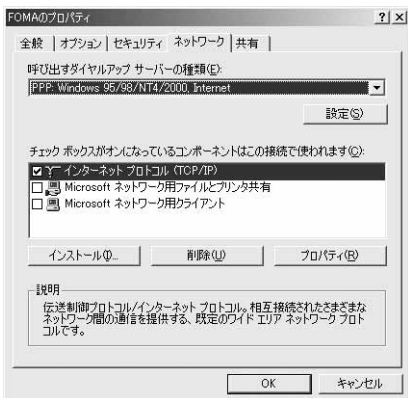 FOMAのプロパティ
全般 オプション セキュリティ ネットワーク 共有
呼び出すダイヤルアップ サーバーの種類(E):
PPP: Windows 95/98/NT4/2000, Internet
設定(S)
チェック ボックスがオンになっているコンポーネントはこの接続で使われます(C):
インターネット プロトコル (TCP/IP)
Microsoft ネットワーク用ファイルとプリンタ共有
Microsoft ネットワーク用クライアント
インストール(I)... 削除(U) プロパティ(R)
説明
伝送制御プロトコル/インターネット プロトコル。相互接続されたさまざまな
ネットワーク間の通信を提供する、既定のワイド エリア ネットワーク プロト
コルです。
OK キャンセル